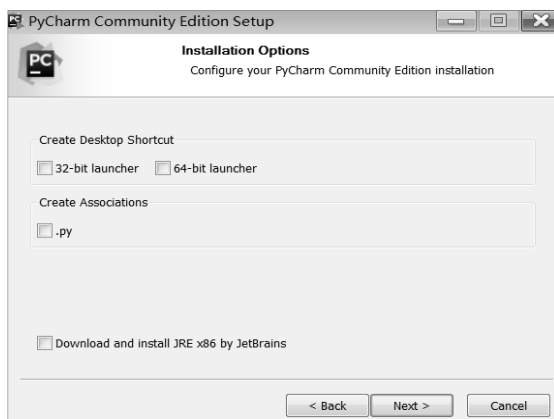 PC PyCharm Community Edition Setup
PC
Installation Options
Configure your PyCharm Community Edition installation
Create Desktop Shortcut
32-bit launcher 64-bit launcher
Create Associations
.py
Download and install JRE x86 by JetBrains
< Back Next > Cancel